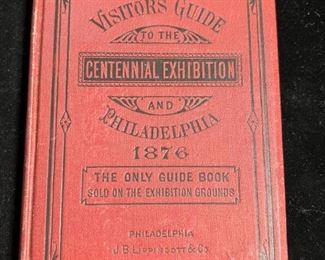 VISITORS GUIDE
TO THE
CENTENNIAL EXHIBITION
AND
PHILADELPHIA
1876
THE ONLY GUIDE BOOK
SOLD ON THE EXHIBITION GROUNDS
PHILADELPHIA
J.B. LIPPINCOTT & CO.